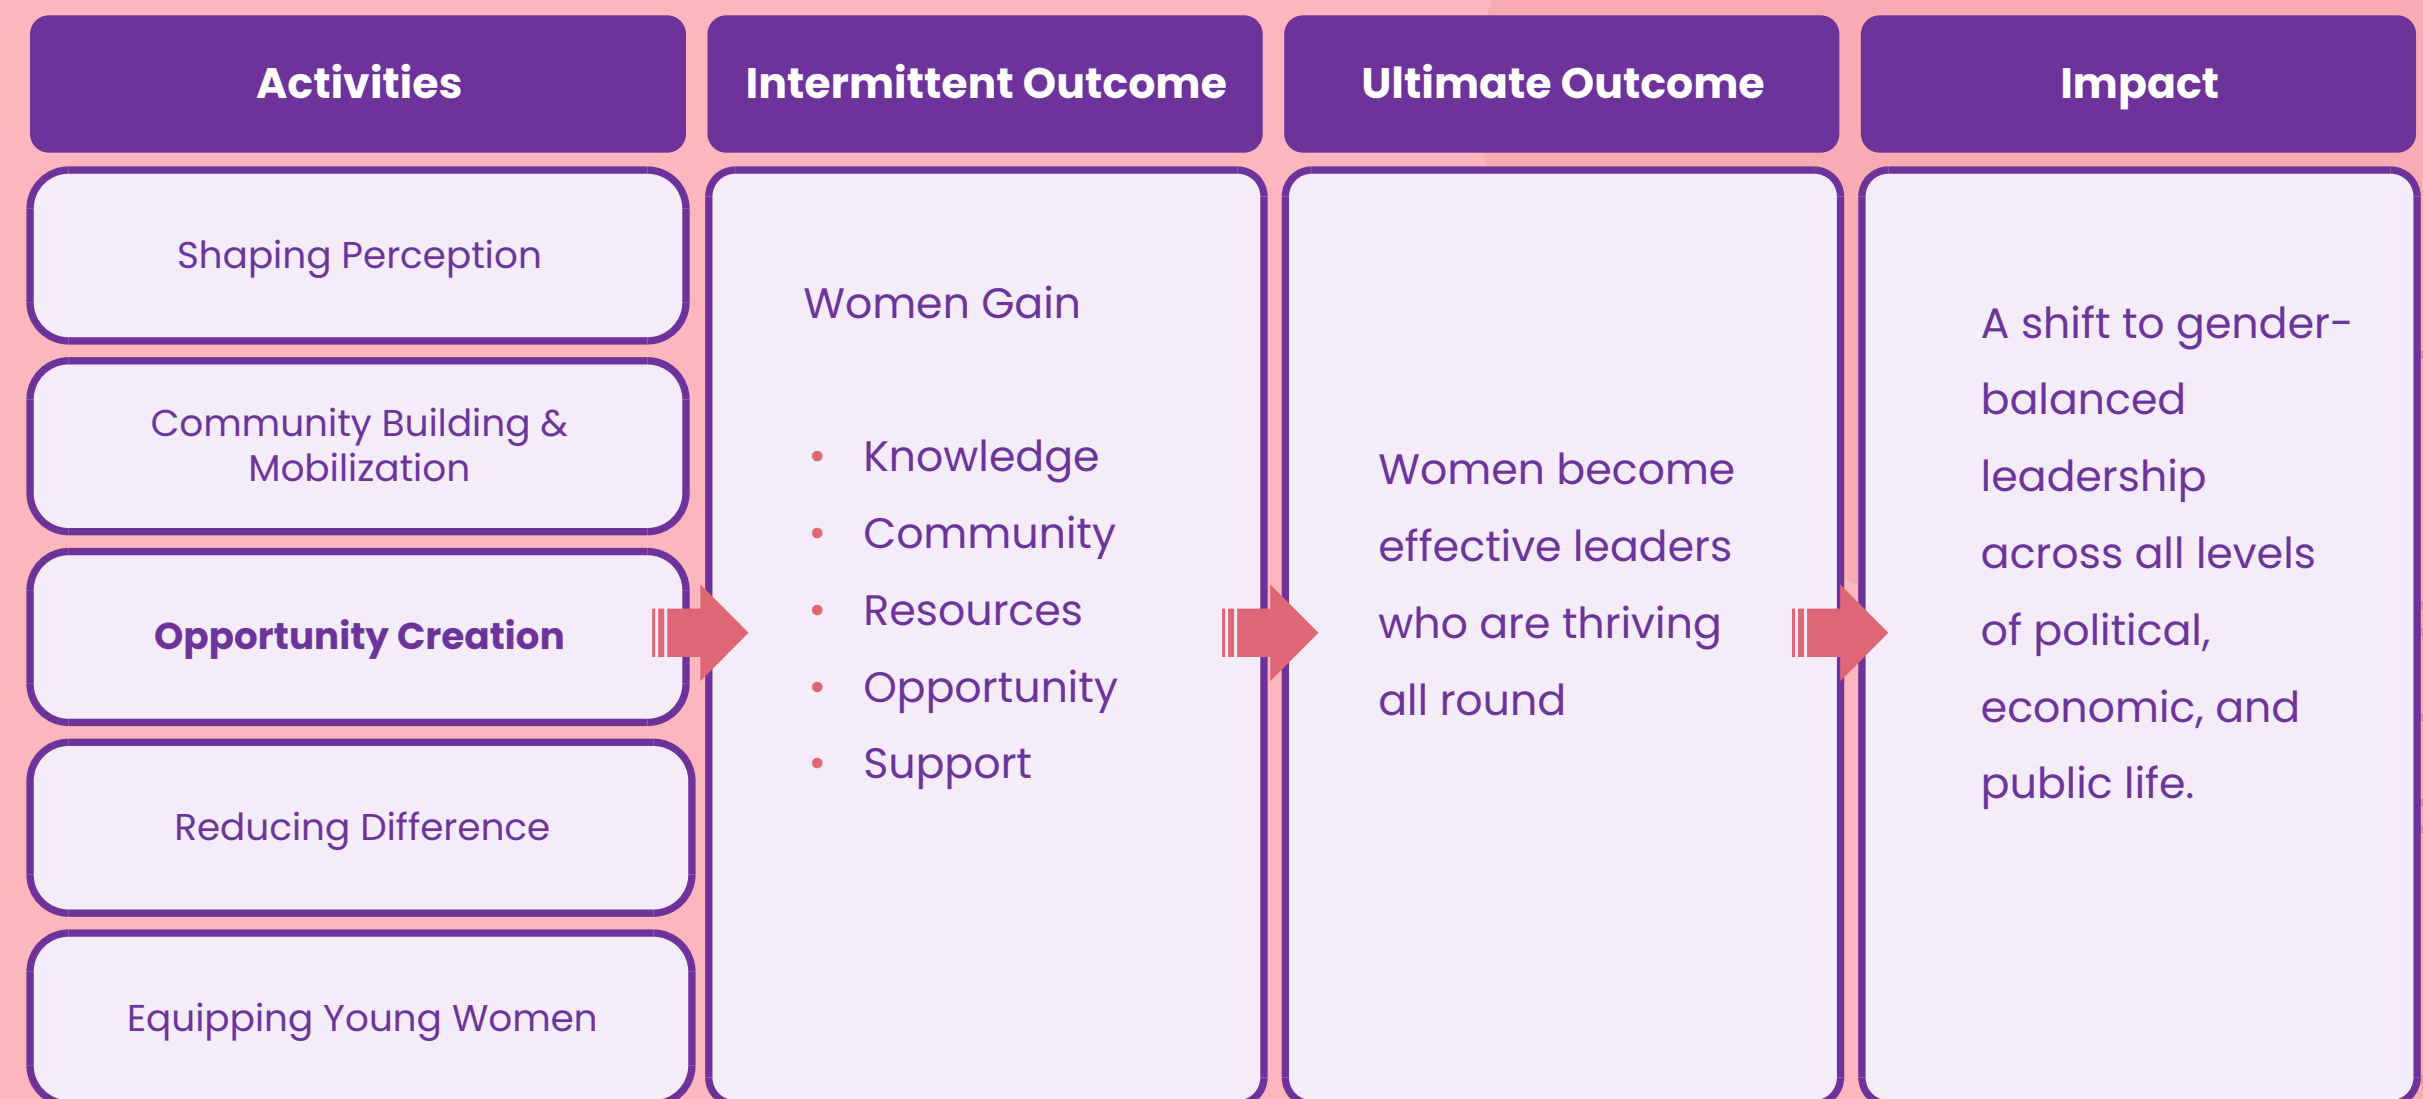 Activities
Intermittent Outcome
Ultimate Outcome
Impact
Shaping Perception
Community Building &
Mobilization
Opportunity Creation
Reducing Difference
Equipping Young Women
Women Gain
• Knowledge
• Community
• Resources
• Opportunity
• Support
Women become
effective leaders
who are thriving
all round
A shift to gender-
balanced
leadership
across all levels
of political,
economic, and
public life.